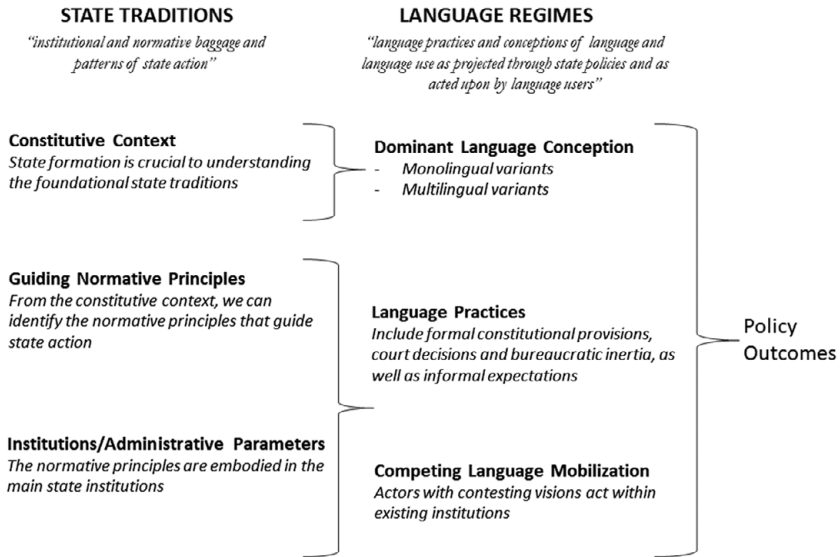 STATE TRADITIONS
“institutional and normative baggage and
patterns of state action”
Constitutive Context
State formation is crucial to understanding
the foundational state traditions
Guiding Normative Principles
From the constitutive context, we can
identify the normative principles that guide
state action
Institutions/Administrative Parameters
The normative principles are embodied in the
main state institutions
LANGUAGE REGIMES
“language practices and conceptions of language and
language use as projected through state policies and as
acted upon by language users”
Dominant Language Conception
- Monolingual variants
- Multilingual variants
Language Practices
Include formal constitutional provisions,
court decisions and bureaucratic inertia, as
well as informal expectations
Competing Language Mobilization
Actors with contesting visions act within
existing institutions
Policy
Outcomes